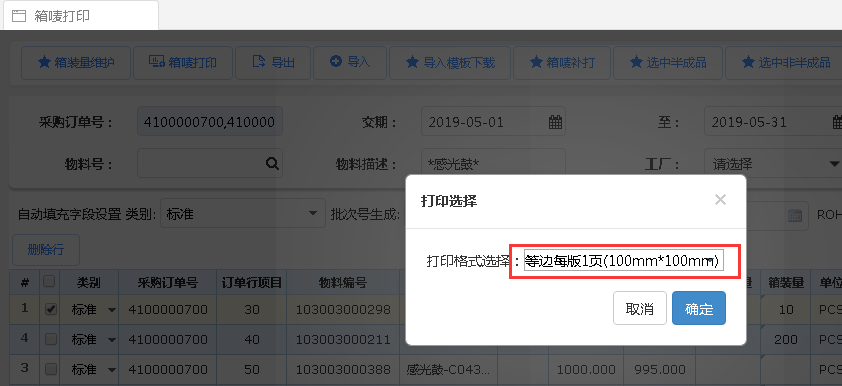 箱唛打印
箱装量维护 箱唛打印 导出 导入 导入模板下载 箱唛补打 选中半成品 选中非半成品
采购订单号： 4100000700,410000 交期： 2019-05-01 至： 2019-05-31
物料号： 物料描述： *感光鼓* 工厂： 请选择
打印选择 ×
自动填充字段设置 类别: 标准 批次号生成: ROH
删除行
打印格式选择： 等边每版1页(100mm*100mm)
取消 确定
# 类别 采购订单号 订单行项目 物料编号 量 箱装量 单位
1 标准 4100000700 30 103003000298 10 PCS
4 标准 4100000700 40 103003000211 200 PCS
3 标准 4100000700 50 103003000388 感光鼓-C043... 1000.000 995.000 PCS